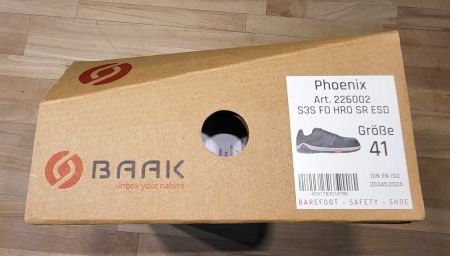 BAAK
unbox your nature
Phoenix
Art. 226002
S3S FO HRO SR ESD
Größe
41
DIN EN ISO
20345:2024
BAREFOOT - SAFETY - SHOE